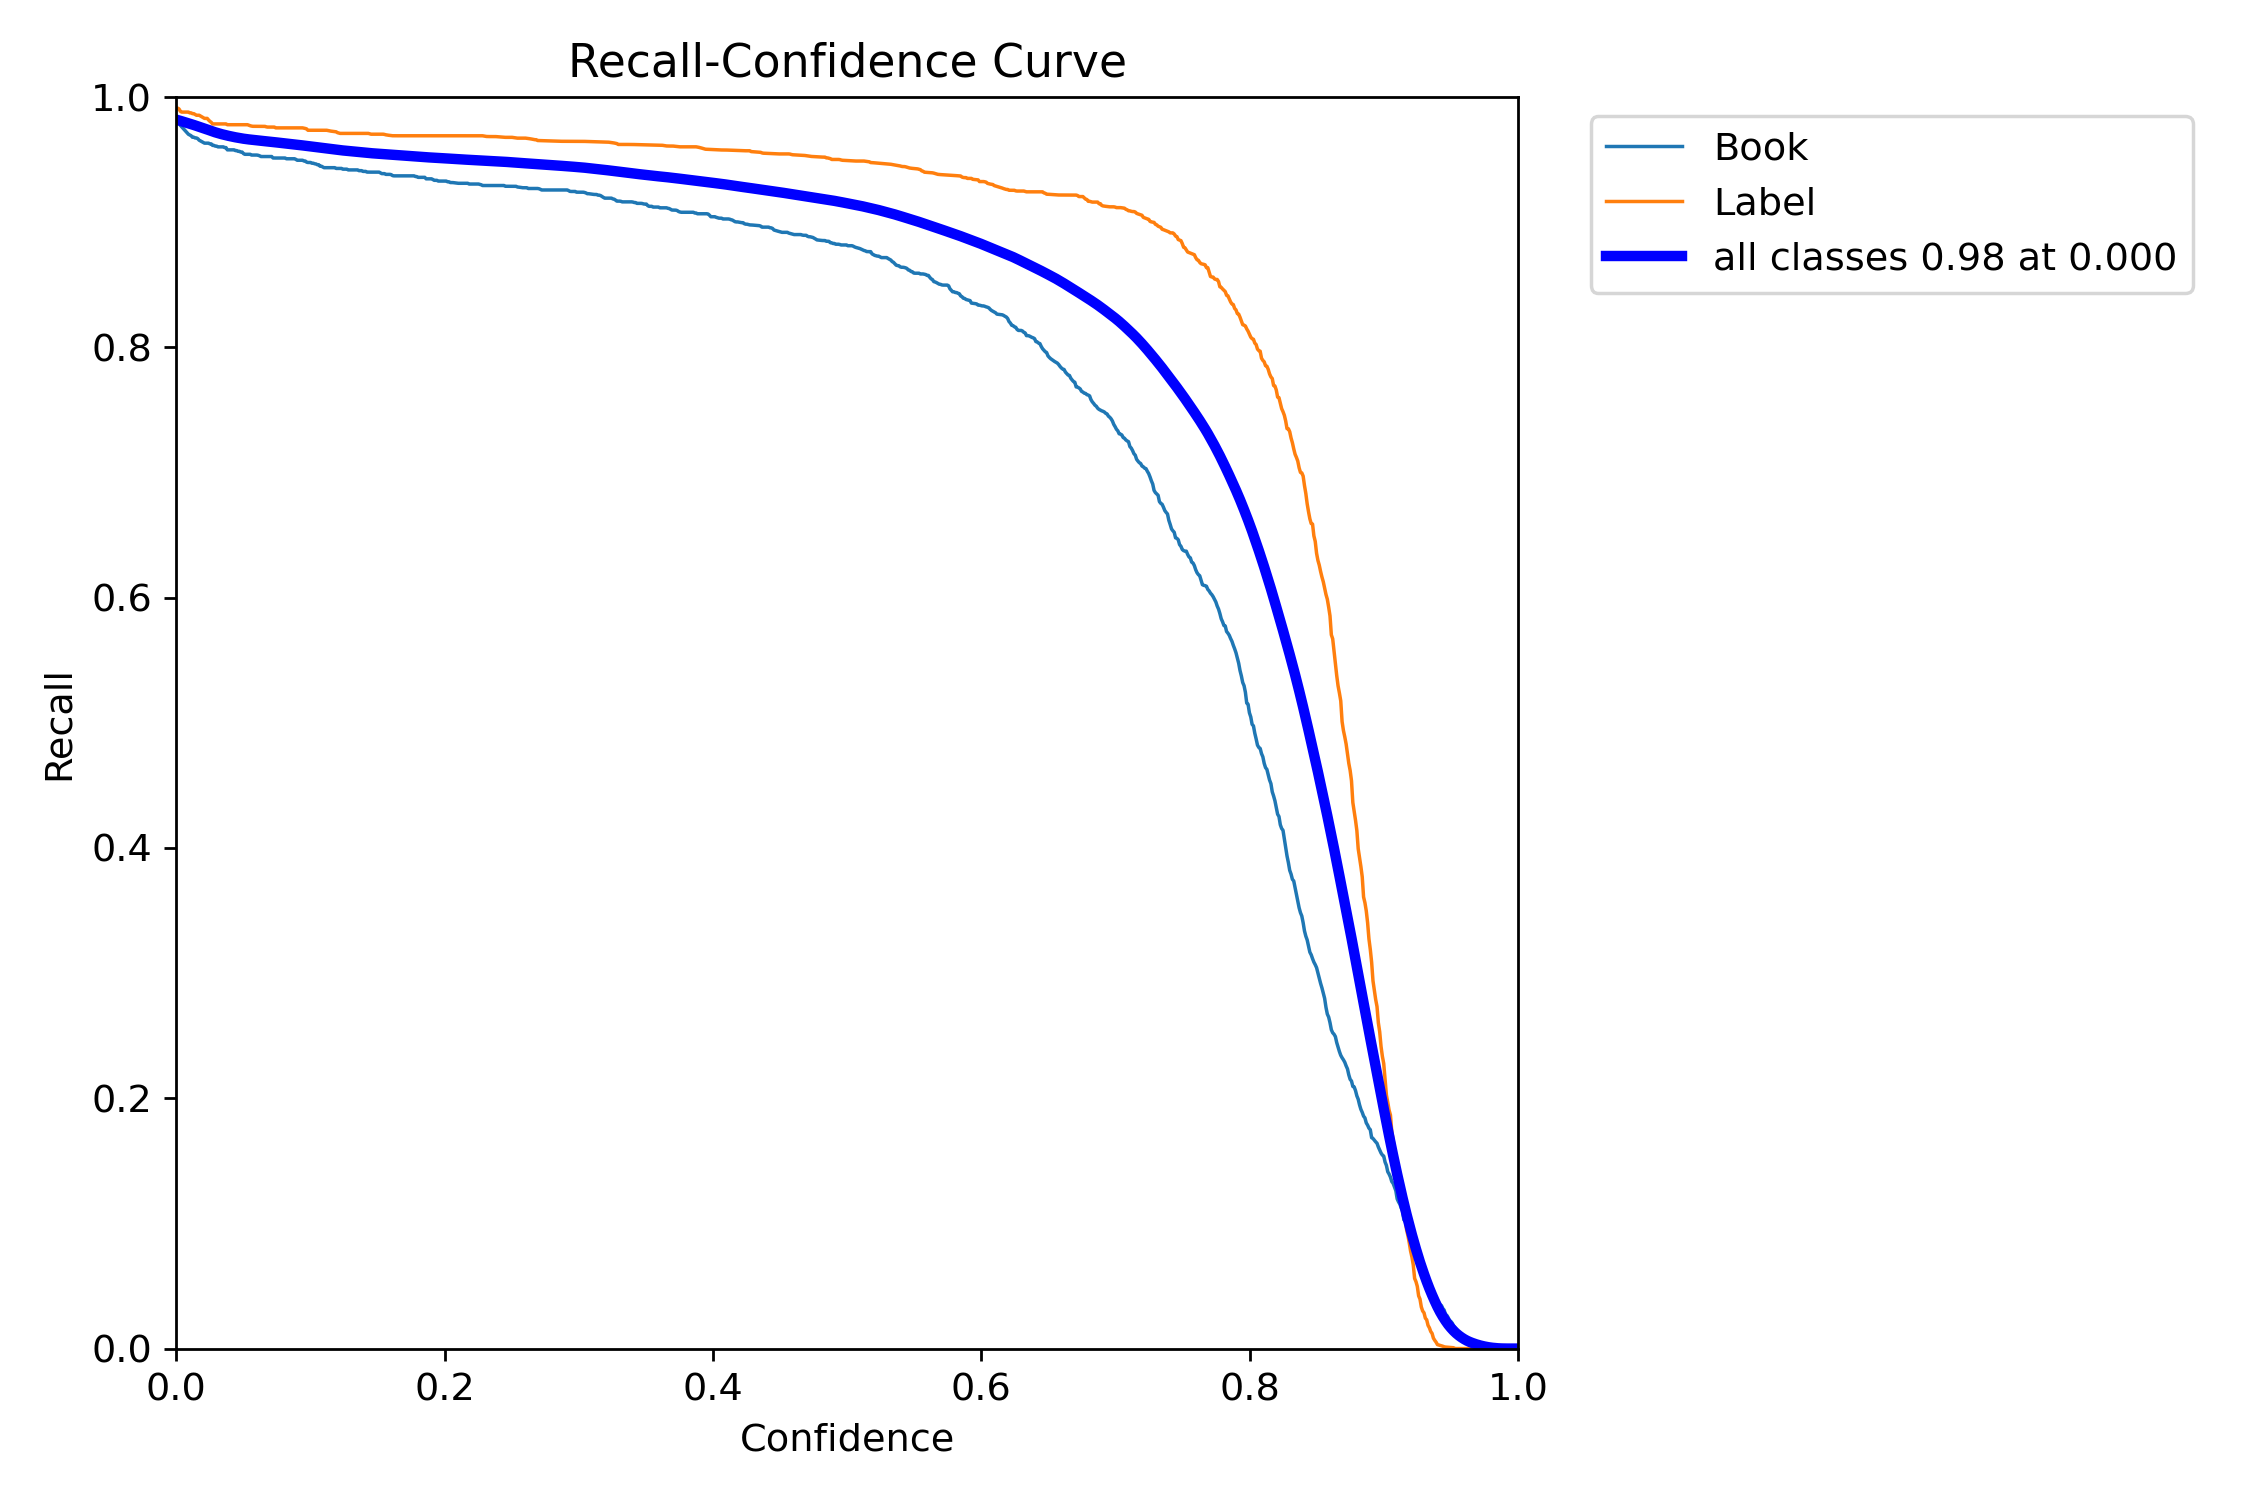 Recall-Confidence Curve
1.0
0.8
0.6
0.4
0.2
0.0
Recall
0.0 0.2 0.4 0.6 0.8 1.0
Confidence
Book
Label
all classes 0.98 at 0.000